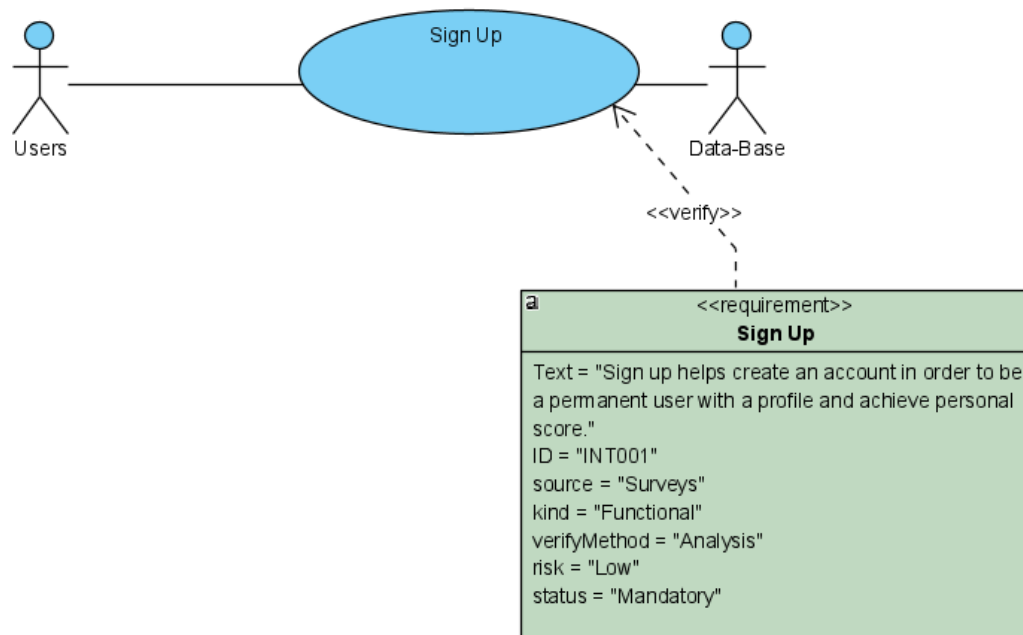 Sign Up
Users
Data-Base
<<verify>>
a
<<requirement>>
Sign Up
Text = "Sign up helps create an account in order to be
a permanent user with a profile and achieve personal
score."
ID = "INT001"
source = "Surveys"
kind = "Functional"
verifyMethod = "Analysis"
risk = "Low"
status = "Mandatory"